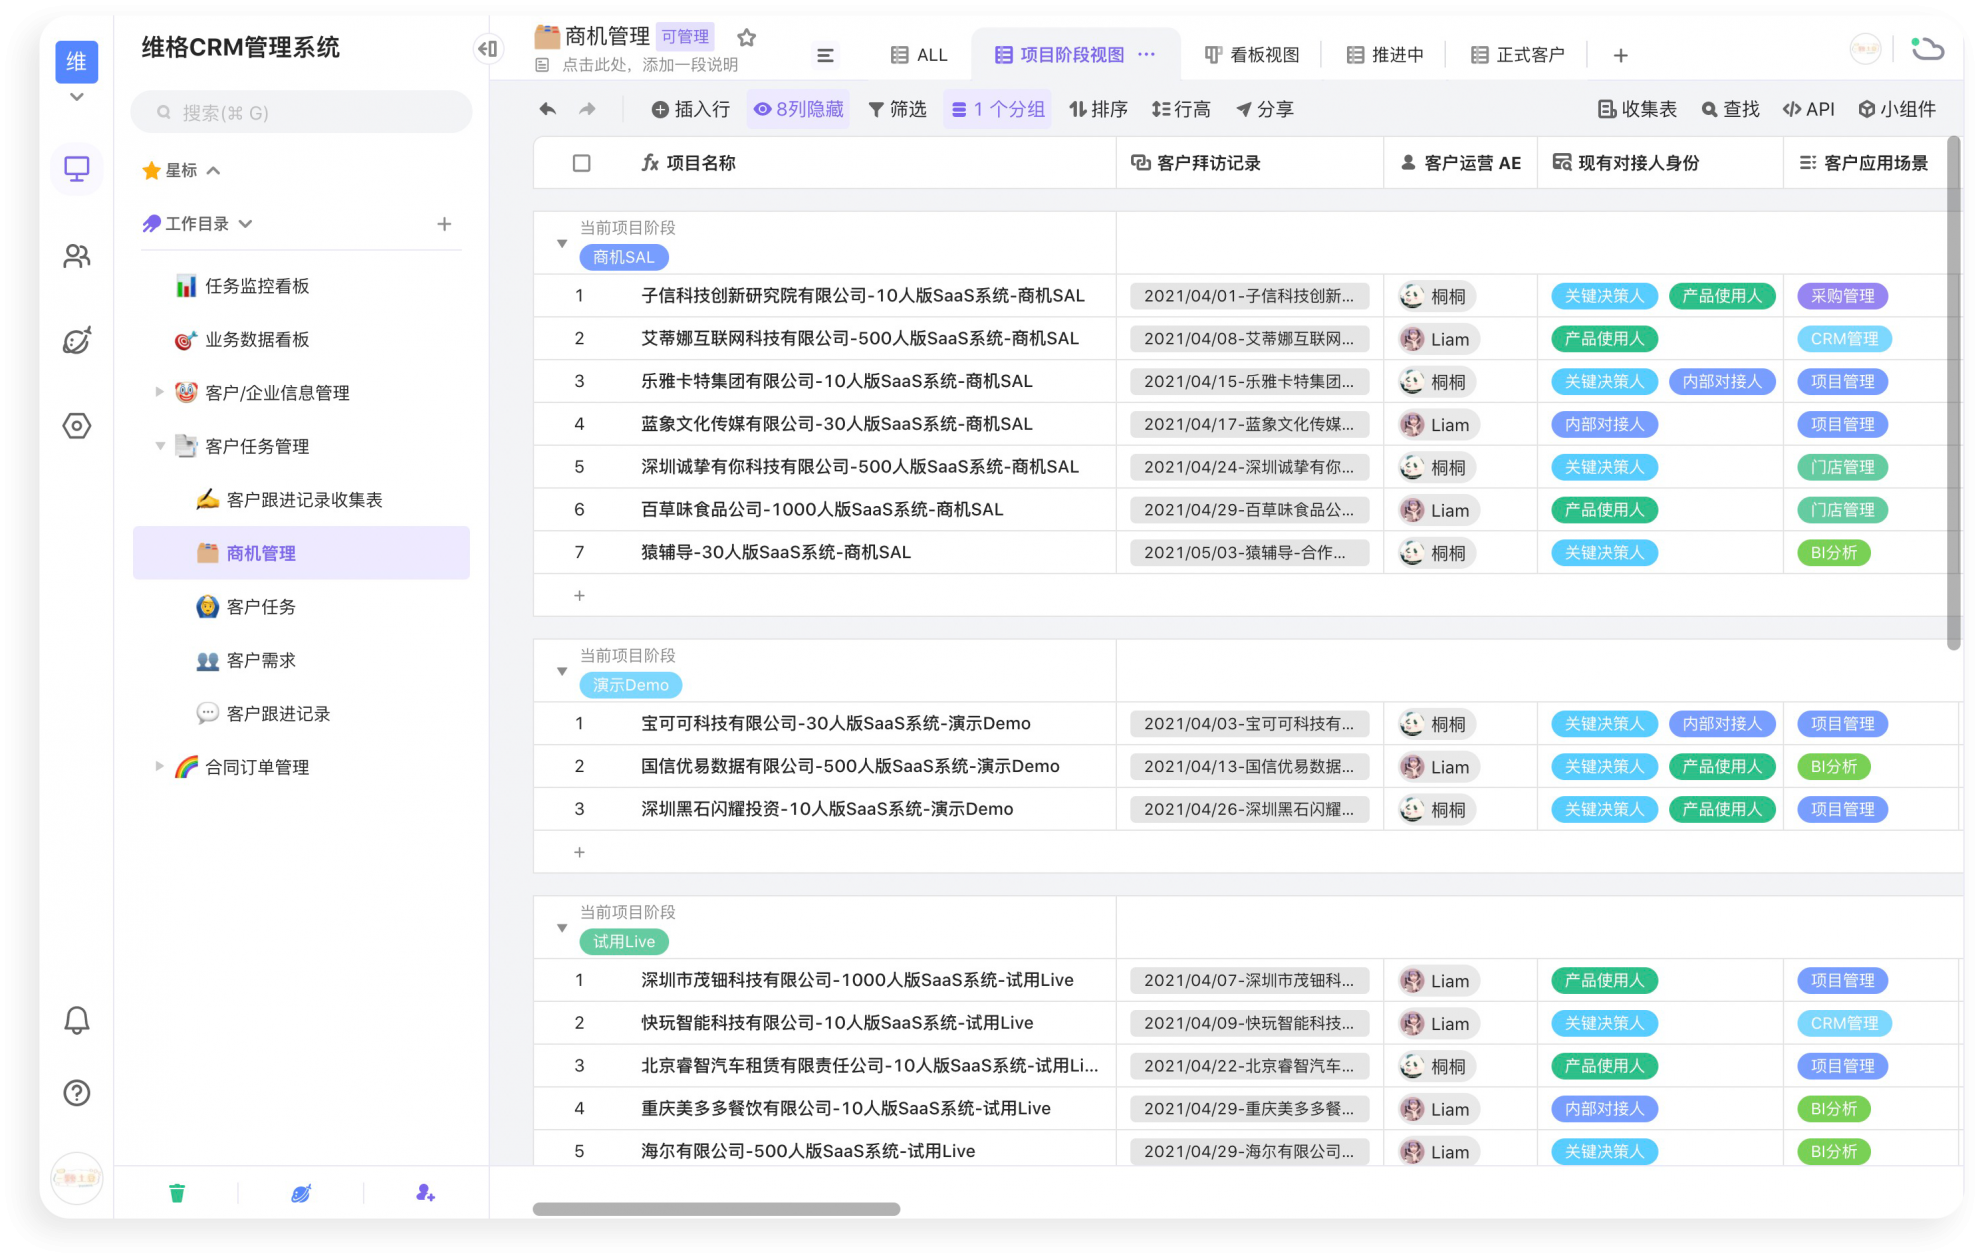 维
维格CRM管理系统
搜索(⌘ G)
星标
工作目录
任务监控看板
业务数据看板
客户/企业信息管理
客户任务管理
客户跟进记录收集表
商机管理
客户任务
客户需求
客户跟进记录
合同订单管理
商机管理 可管理
点击此处，添加一段说明
ALL
项目阶段视图
看板视图
推进中
正式客户
插入行 8列隐藏 筛选 1 个分组 排序 行高 分享 收集表 查找 API 小组件
项目名称 客户拜访记录 客户运营 AE 现有对接人身份 客户应用场景
当前项目阶段
商机SAL
1 子信科技创新研究院有限公司-10人版SaaS系统-商机SAL 2021/04/01-子信科技创新... 桐桐 关键决策人 产品使用人 采购管理
2 艾蒂娜互联网科技有限公司-500人版SaaS系统-商机SAL 2021/04/08-艾蒂娜互联网... Liam 产品使用人 CRM管理
3 乐雅卡特集团有限公司-10人版SaaS系统-商机SAL 2021/04/15-乐雅卡特集团... 桐桐 关键决策人 内部对接人 项目管理
4 蓝象文化传媒有限公司-30人版SaaS系统-商机SAL 2021/04/17-蓝象文化传媒... Liam 内部对接人 项目管理
5 深圳诚挚有你科技有限公司-500人版SaaS系统-商机SAL 2021/04/24-深圳诚挚有你... 桐桐 关键决策人 门店管理
6 百草味食品公司-1000人版SaaS系统-商机SAL 2021/04/29-百草味食品公... Liam 产品使用人 门店管理
7 猿辅导-30人版SaaS系统-商机SAL 2021/05/03-猿辅导-合作... 桐桐 关键决策人 BI分析
当前项目阶段
演示Demo
1 宝可可科技有限公司-30人版SaaS系统-演示Demo 2021/04/03-宝可可科技有... 桐桐 关键决策人 内部对接人 项目管理
2 国信优易数据有限公司-500人版SaaS系统-演示Demo 2021/04/13-国信优易数据... Liam 关键决策人 产品使用人 BI分析
3 深圳黑石闪耀投资-10人版SaaS系统-演示Demo 2021/04/26-深圳黑石闪耀... 桐桐 关键决策人 产品使用人 项目管理
当前项目阶段
试用Live
1 深圳市茂钿科技有限公司-1000人版SaaS系统-试用Live 2021/04/07-深圳市茂钿科... Liam 产品使用人 项目管理
2 快玩智能科技有限公司-10人版SaaS系统-试用Live 2021/04/09-快玩智能科技... Liam 关键决策人 CRM管理
3 北京睿智汽车租赁有限责任公司-10人版SaaS系统-试用Li... 2021/04/22-北京睿智汽车... 桐桐 产品使用人 项目管理
4 重庆美多多餐饮有限公司-10人版SaaS系统-试用Live 2021/04/29-重庆美多多餐... Liam 内部对接人 BI分析
5 海尔有限公司-500人版SaaS系统-试用Live 2021/04/29-海尔有限公司... Liam 关键决策人 BI分析